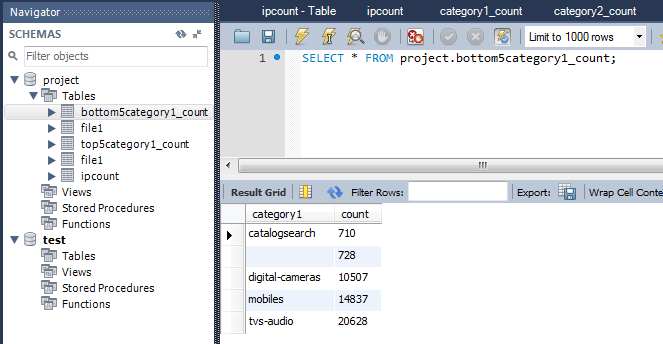 Navigator
SCHEMAS
Filter objects
project
Tables
bottom5category1_count
file1
top5category1_count
file1
ipcount
Views
Stored Procedures
Functions
test
Tables
Views
Stored Procedures
Functions
ipcount - Table ipcount category1_count category2_count
Limit to 1000 rows
1 SELECT * FROM project.bottom5category1_count;
Result Grid Filter Rows: Export: Wrap Cell Conte
category1 count
catalogsearch 710
728
digital-cameras 10507
mobiles 14837
tvs-audio 20628